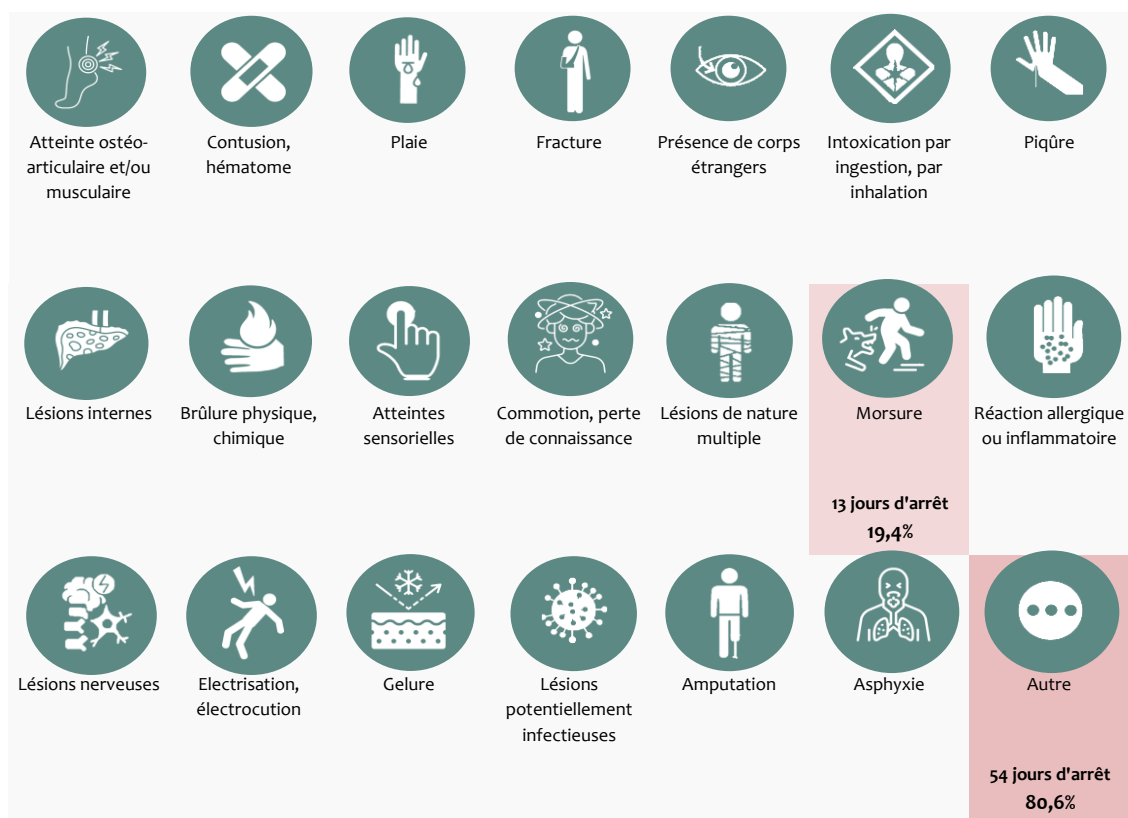 Atteinte ostéo-
articulaire et/ou
musculaire
Contusion,
hématome
Plaie
Fracture
Présence de corps
étrangers
Intoxication par
ingestion, par
inhalation
Piqûre
Lésions internes
Brûlure physique,
chimique
Atteintes
sensorielles
Commotion, perte
de connaissance
Lésions de nature
multiple
Morsure
13 jours d'arrêt
19,4%
Réaction allergique
ou inflammatoire
Lésions nerveuses
Electrisation,
électrocution
Gelure
Lésions
potentiellement
infectieuses
Amputation
Asphyxie
Autre
54 jours d'arrêt
80,6%